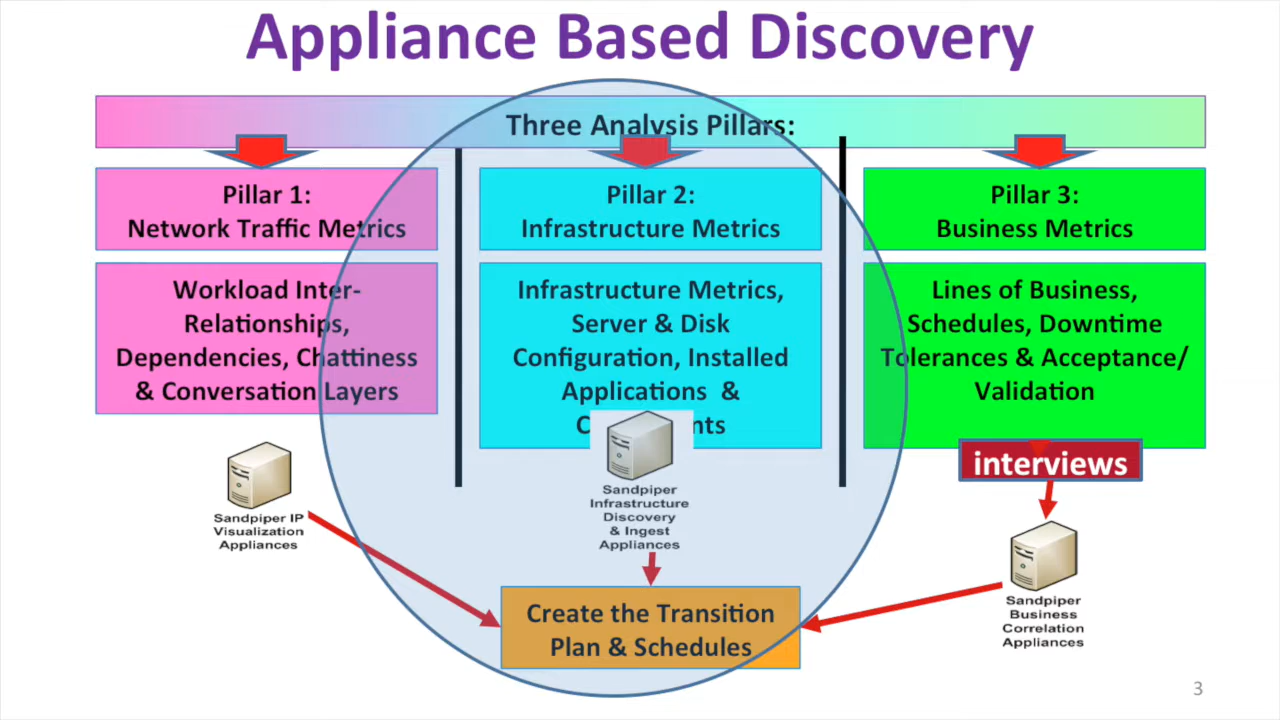 Appliance Based Discovery
Three Analysis Pillars:
Pillar 1:
Network Traffic Metrics
Workload Inter-
Relationships,
Dependencies, Chattiness
& Conversation Layers
Sandpiper IP
Visualization
Appliances
Pillar 2:
Infrastructure Metrics
Infrastructure Metrics,
Server & Disk
Configuration, Installed
Applications &
Sandpiper
Infrastructure
Discovery
& Ingest
Appliances
Pillar 3:
Business Metrics
Lines of Business,
Schedules, Downtime
Tolerances & Acceptance/
Validation
interviews
Sandpiper
Business
Correlation
Appliances
Create the Transition
Plan & Schedules
3